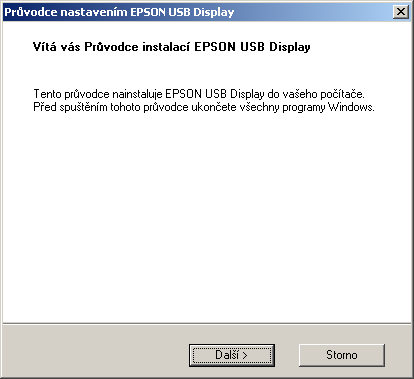 Průvodce nastavením EPSON USB Display
Vítá vás Průvodce instalací EPSON USB Display
Tento průvodce nainstaluje EPSON USB Display do vašeho počítače.
Před spuštěním tohoto průvodce ukončete všechny programy Windows.
Další >
Storno